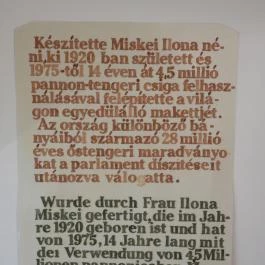 Készítette Miskei Ilona né-
ni, ki 1920 ban született és
1975-től 14 éven át 4,5 millió
pannon-tengeri csiga felhasz-
nálásával felépítette a vilá-
gon egyedülálló makettjét.
Az ország különböző bá-
nyáiból származó 28 millió
éves őstengeri maradványo
kat a parlament díszítéseit
utánozva válogatta.
Wurde durch Frau Ilona
Miskei gefertigt, die im Jah-
re 1920 geboren ist und hat
von 1975, 14 Jahre lang mit
der Verwendung von 4,5 Mil-